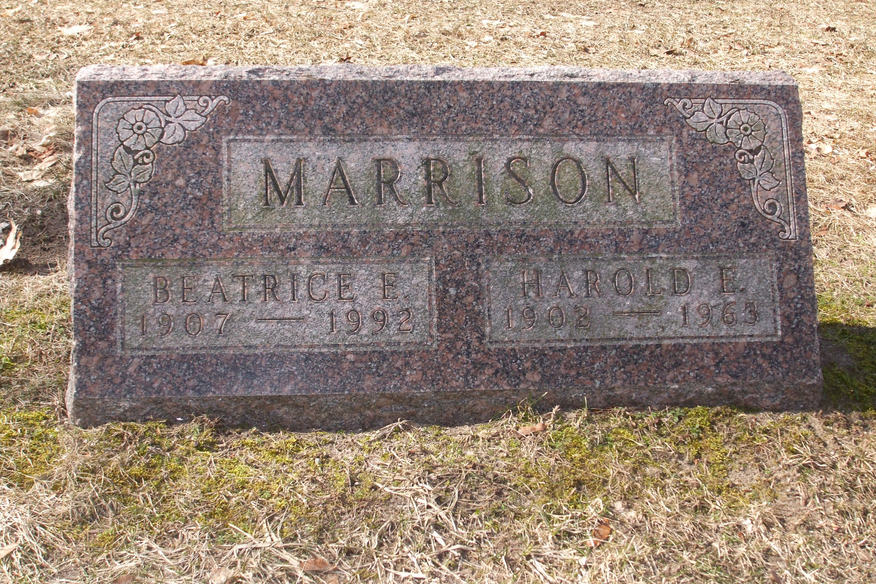 MARRISON
BEATRICE E.
1907 — 1992
HAROLD E.
1902 — 1963